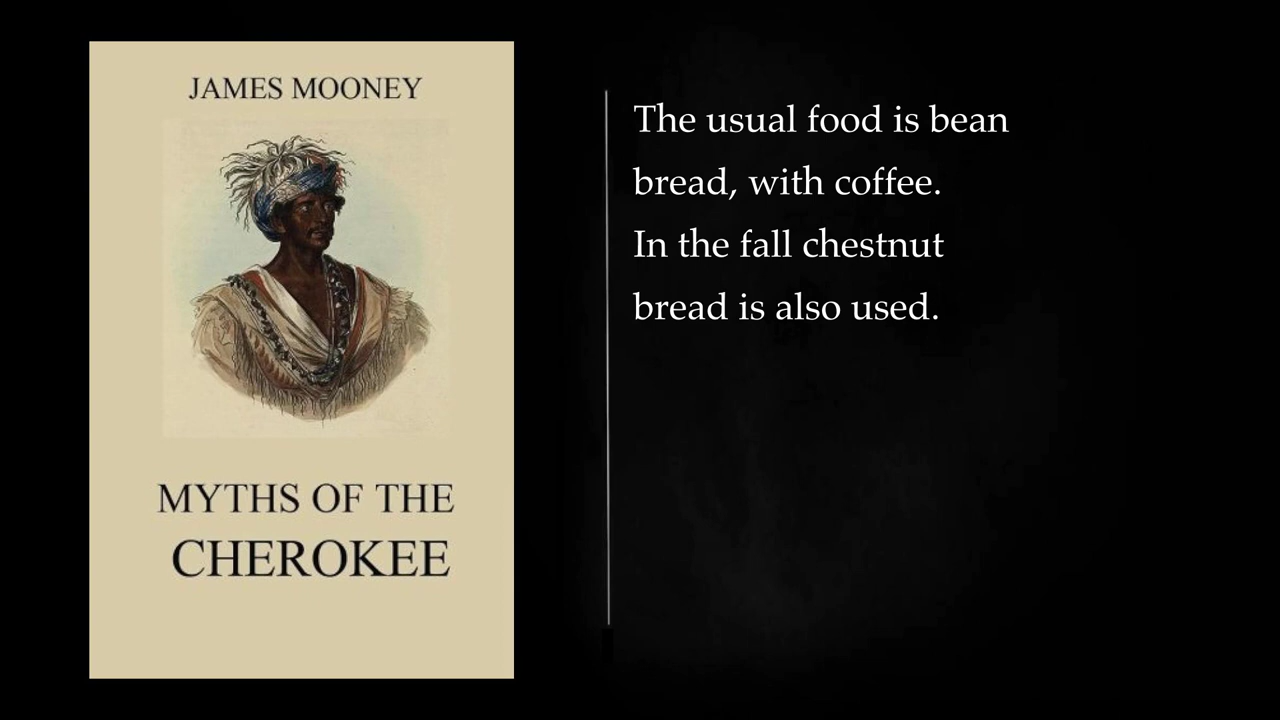 JAMES MOONEY
MYTHS OF THE
CHEROKEE
The usual food is bean
bread, with coffee.
In the fall chestnut
bread is also used.